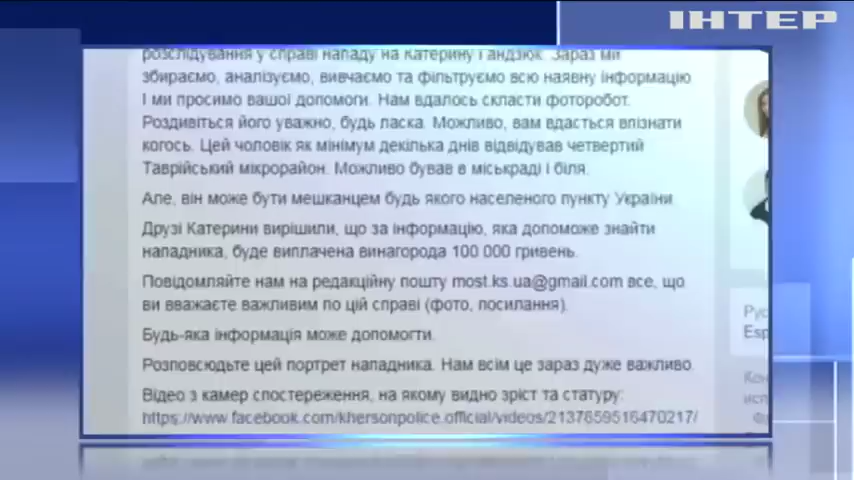 ІНТЕР
розслідування у справі нападу на Катерину Гандзюк. Зараз ми
збираємо, аналізуємо, вивчаємо та фільтруємо всю наявну інформацію
І ми просимо вашої допомоги. Нам вдалось скласти фоторобот.
Роздивіться його уважно, будь ласка. Можливо, вам вдасться впізнати
когось. Цей чоловік як мінімум декілька днів відвідував четвертий
Таврійський мікрорайон. Можливо бував в міськраді і біля.
Але, він може бути мешканцем будь якого населеного пункту України
Друзі Катерини вирішили, що за інформацію, яка допоможе знайти
нападника, буде виплачена винагорода 100 000 гривень.
Повідомляйте нам на редакційну пошту most.ks.ua@gmail.com все, що
ви вважаєте важливим по цій справі (фото, посилання).
Будь-яка інформація може допомогти.
Розповсюдьте цей портрет нападника. Нам всім це зараз дуже важливо.
Відео з камер спостереження, на якому видно зріст та статуру:
https://www.facebook.com/khersonpolice.official/videos/2137659516470217/
Рус
Esp
Кон
исп